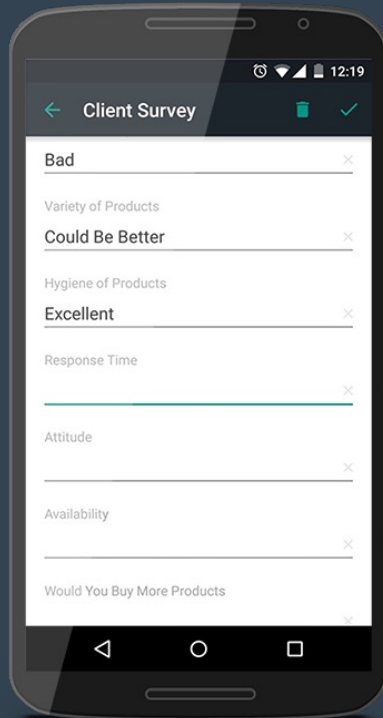 12:19
Client Survey
Bad
Variety of Products
Could Be Better
Hygiene of Products
Excellent
Response Time
Attitude
Availability
Would You Buy More Products